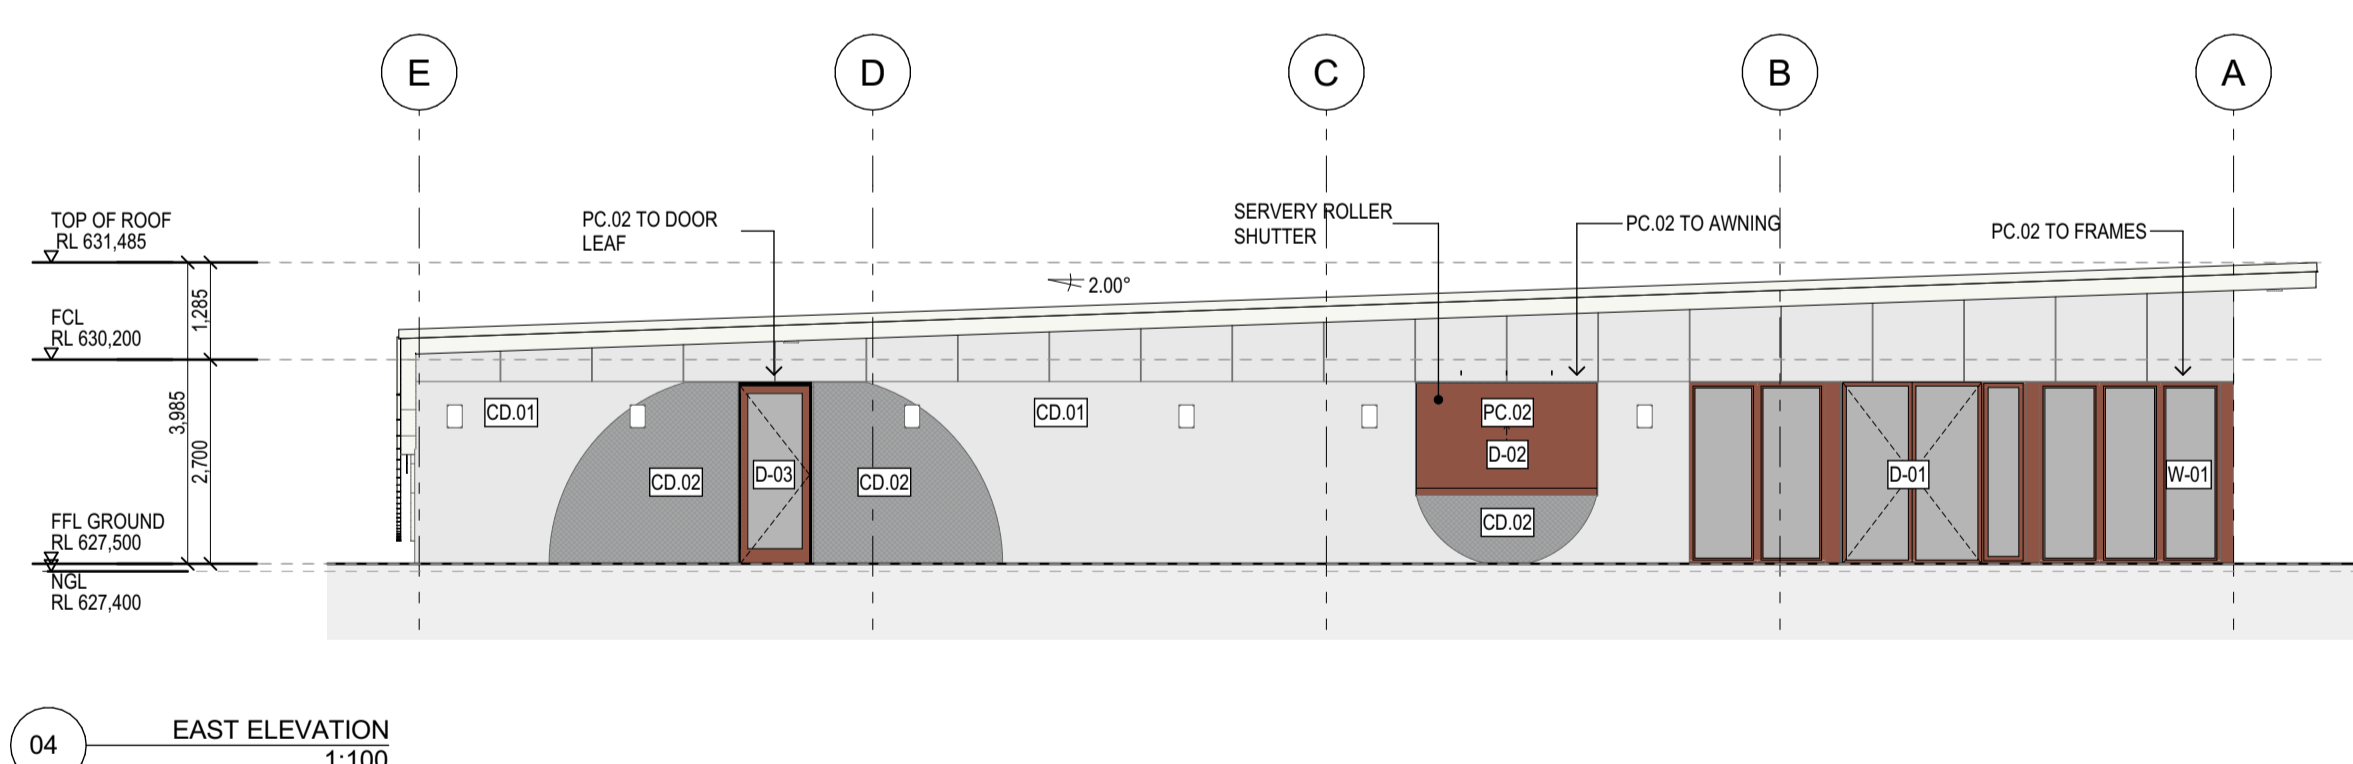 E
D
C
B
A
TOP OF ROOF
RL 631,485
FCL
RL 630,200
1,285
3,985
2,700
FFL GROUND
RL 627,500
NGL
RL 627,400
PC.02 TO DOOR
LEAF
2.00°
SERVERY ROLLER
SHUTTER
PC.02 TO AWNING
PC.02 TO FRAMES
CD.01
CD.01
PC.02
D-02
CD.02
D-03
CD.02
D-01
W-01
CD.02
04
EAST ELEVATION
1:100